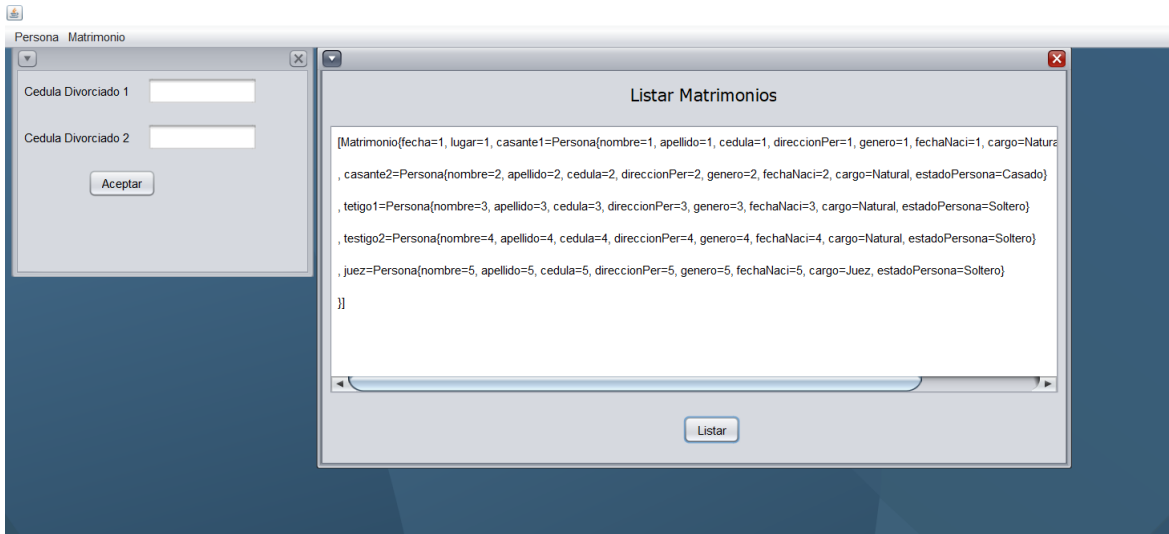 Persona Matrimonio
Cedula Divorciado 1
Cedula Divorciado 2
Aceptar
Listar Matrimonios
[Matrimonio{fecha=1, lugar=1, casante1=Persona{nombre=1, apellido=1, cedula=1, direccionPer=1, genero=1, fechaNaci=1, cargo=Natura
, casante2=Persona{nombre=2, apellido=2, cedula=2, direccionPer=2, genero=2, fechaNaci=2, cargo=Natural, estadoPersona=Casado}
, tetigo1=Persona{nombre=3, apellido=3, cedula=3, direccionPer=3, genero=3, fechaNaci=3, cargo=Natural, estadoPersona=Soltero}
, testigo2=Persona{nombre=4, apellido=4, cedula=4, direccionPer=4, genero=4, fechaNaci=4, cargo=Natural, estadoPersona=Soltero}
, juez=Persona{nombre=5, apellido=5, cedula=5, direccionPer=5, genero=5, fechaNaci=5, cargo=Juez, estadoPersona=Soltero}
}]
Listar